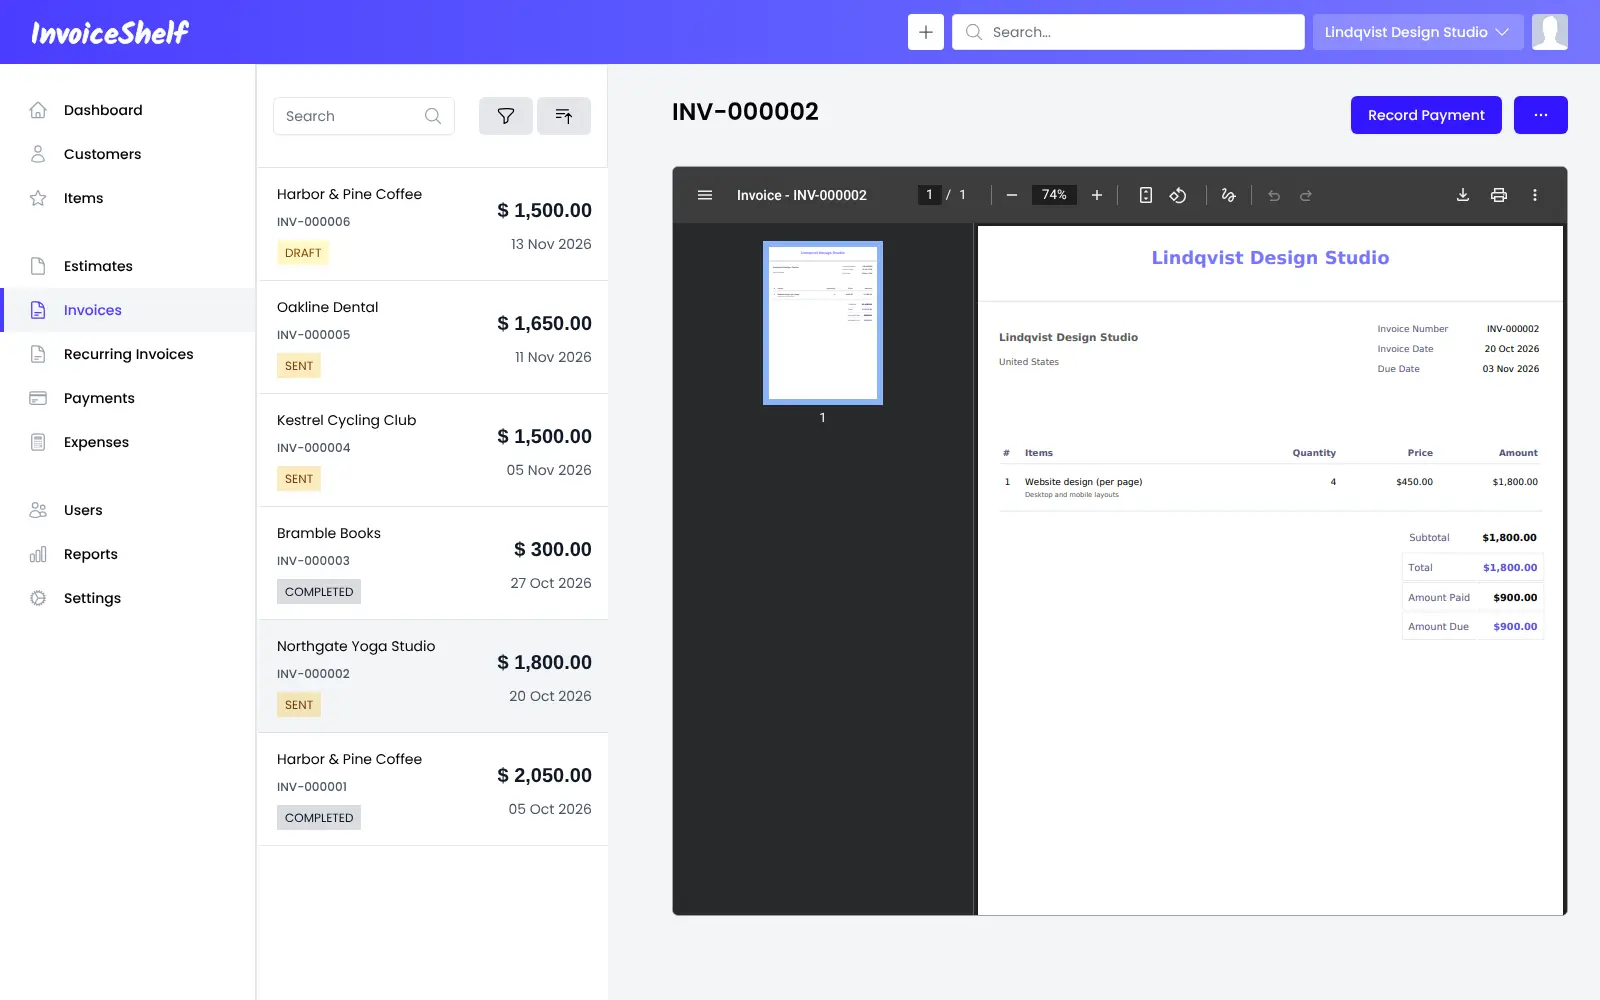 InvoiceShelf
Search...
Lindqvist Design Studio
Dashboard
Customers
Items
Estimates
Invoices
Recurring Invoices
Payments
Expenses
Users
Reports
Settings
Search
Harbor & Pine Coffee
INV-000006
DRAFT
$ 1,500.00
13 Nov 2026
Oakline Dental
INV-000005
SENT
$ 1,650.00
11 Nov 2026
Kestrel Cycling Club
INV-000004
SENT
$ 1,500.00
05 Nov 2026
Bramble Books
INV-000003
COMPLETED
$ 300.00
27 Oct 2026
Northgate Yoga Studio
INV-000002
SENT
$ 1,800.00
20 Oct 2026
Harbor & Pine Coffee
INV-000001
COMPLETED
$ 2,050.00
05 Oct 2026
INV-000002
Record Payment
Invoice - INV-000002
1 / 1
74%
1
Lindqvist Design Studio
Lindqvist Design Studio
United States
Invoice Number INV-000002
Invoice Date 20 Oct 2026
Due Date 03 Nov 2026
# Items Quantity Price Amount
1 Website design (per page) 4 $450.00 $1,800.00
Desktop and mobile layouts
Subtotal $1,800.00
Total $1,800.00
Amount Paid $900.00
Amount Due $900.00